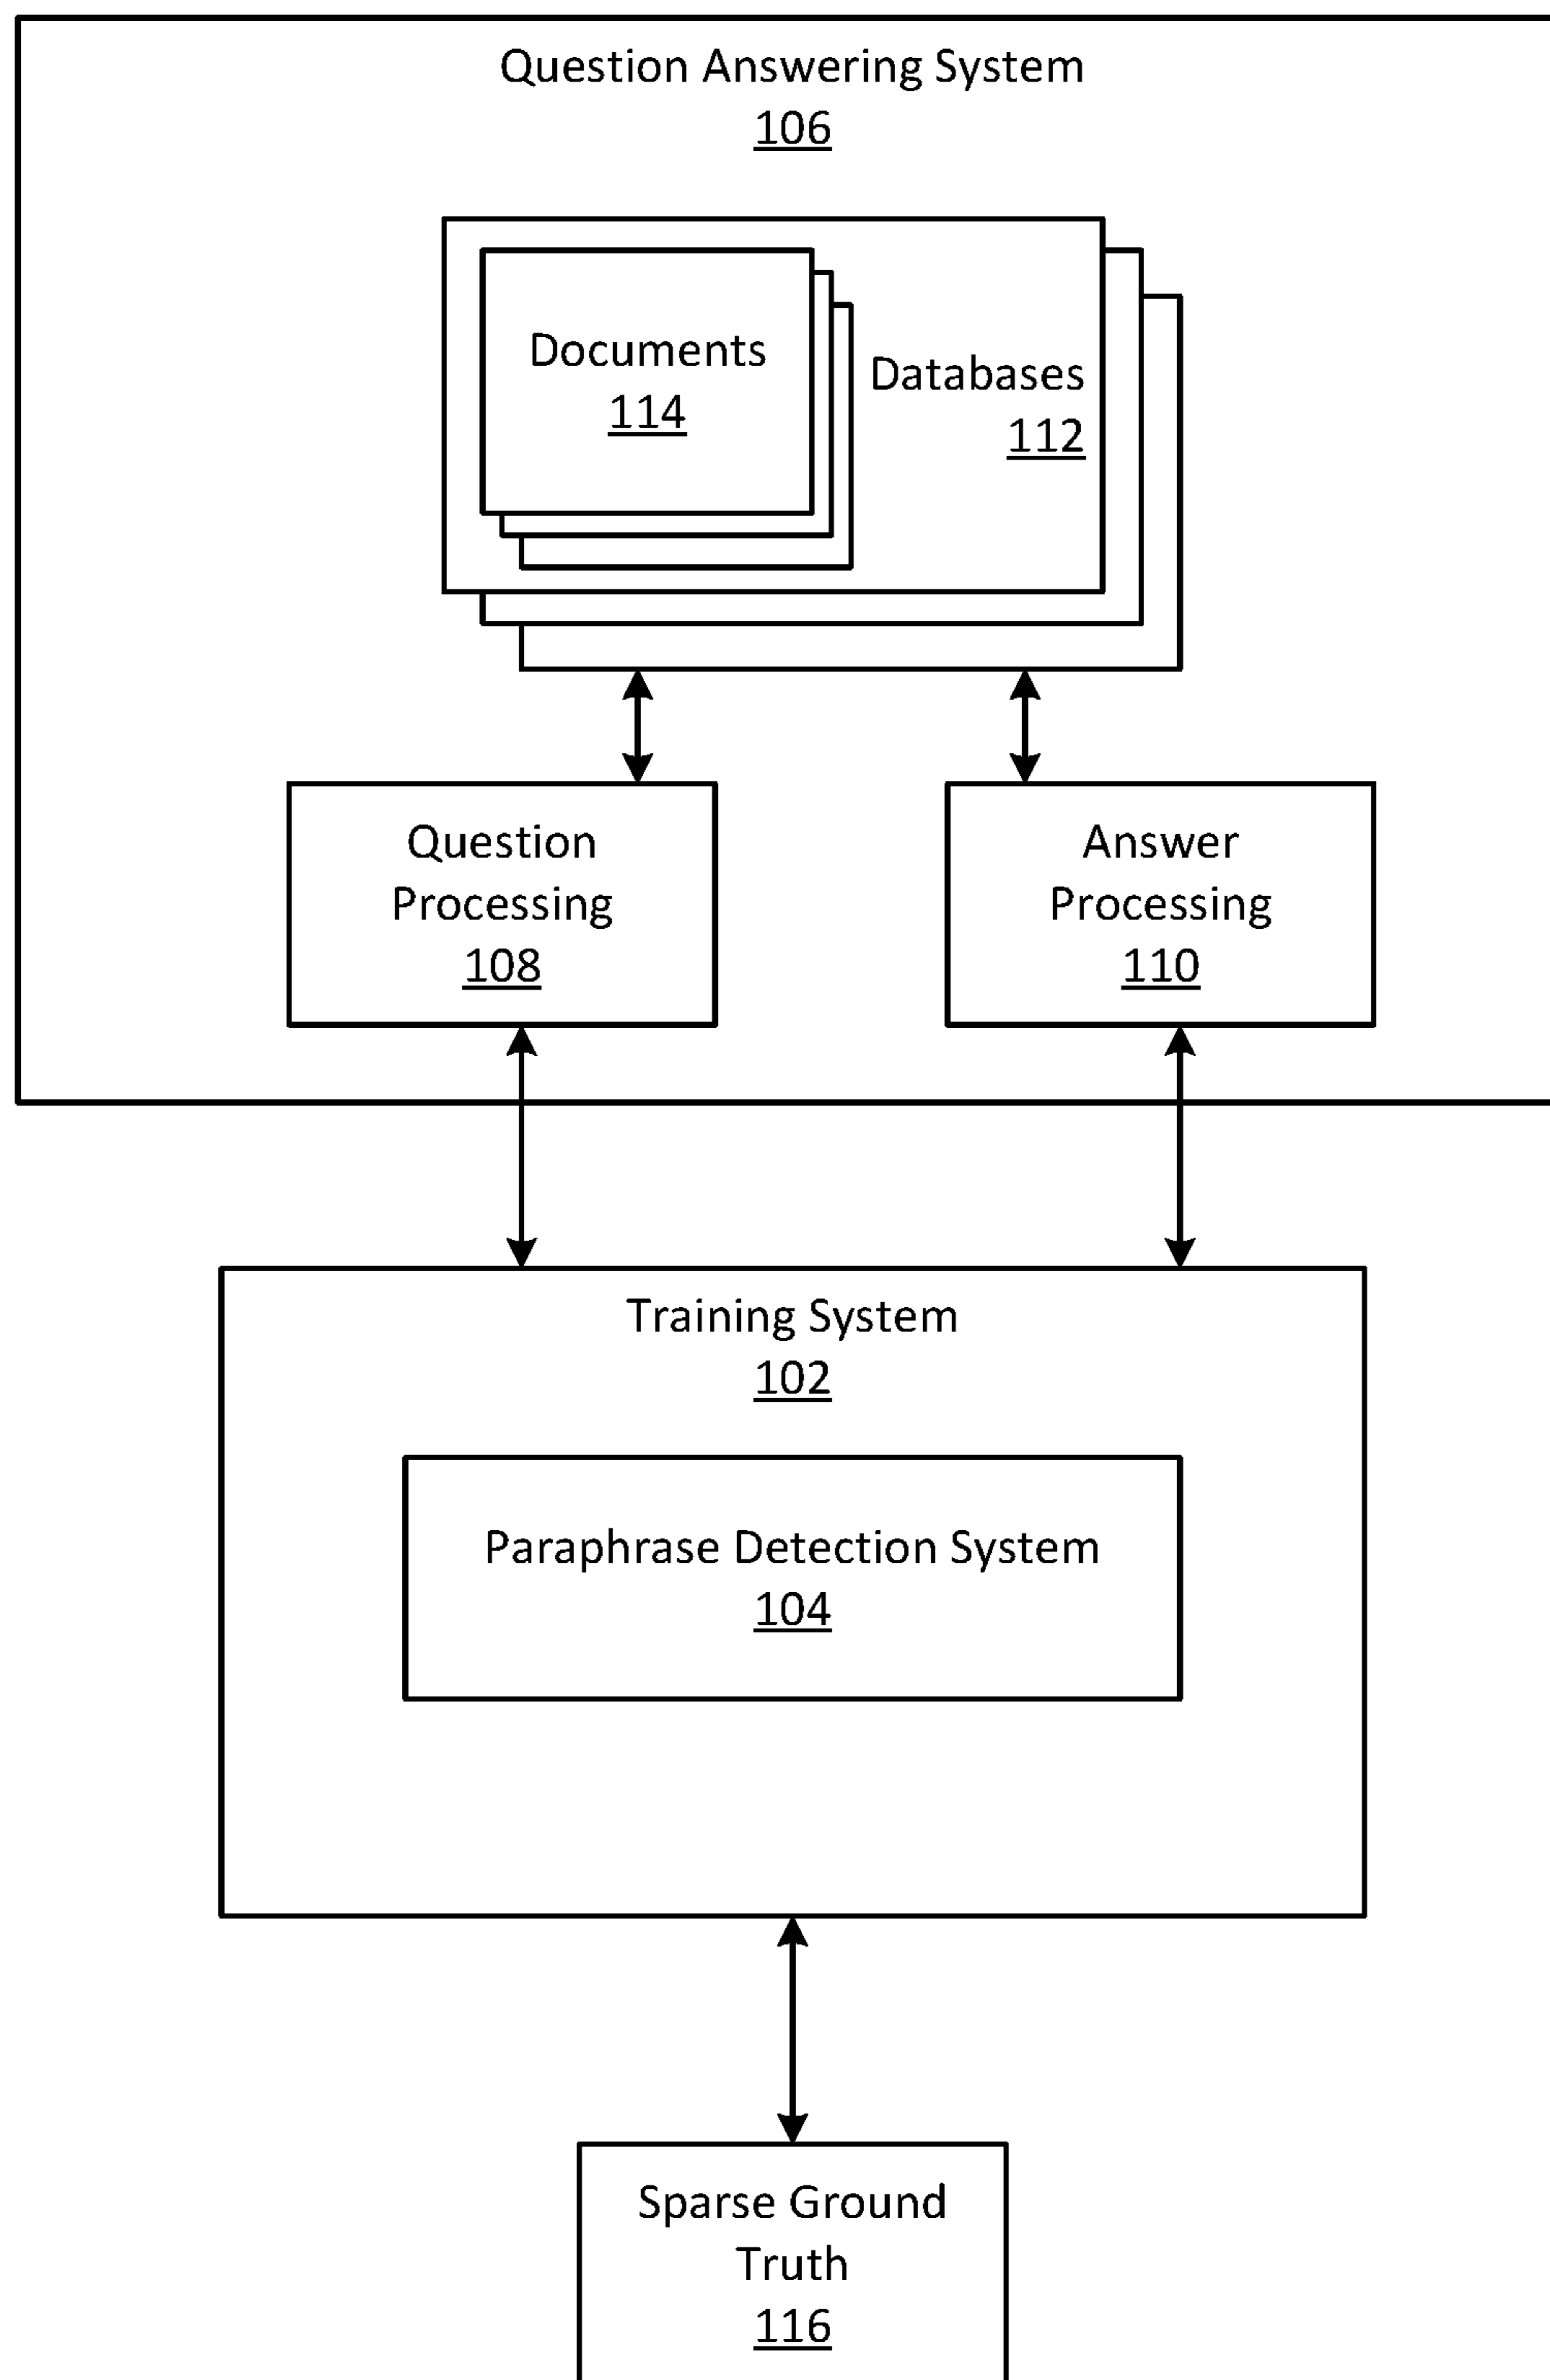 Question Answering System
106
Documents
114
Databases
112
Question
Processing
108
Answer
Processing
110
Training System
102
Paraphrase Detection System
104
Sparse Ground
Truth
116